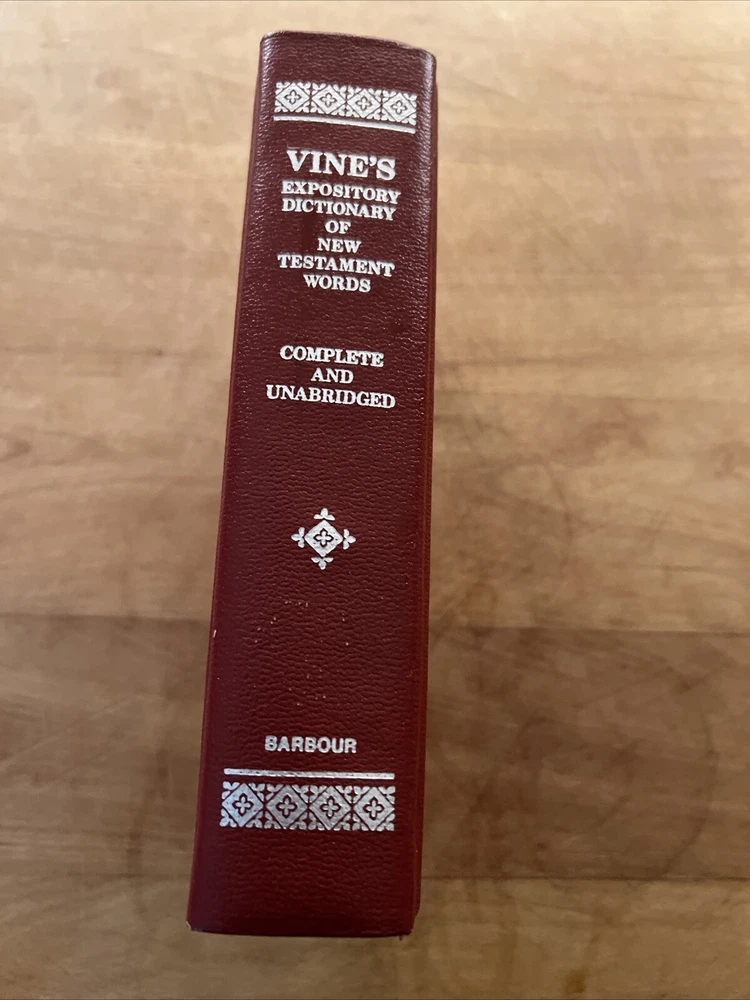 VINE'S
EXPOSITORY
DICTIONARY
OF
NEW
TESTAMENT
WORDS
COMPLETE
AND
UNABRIDGED
BARBOUR